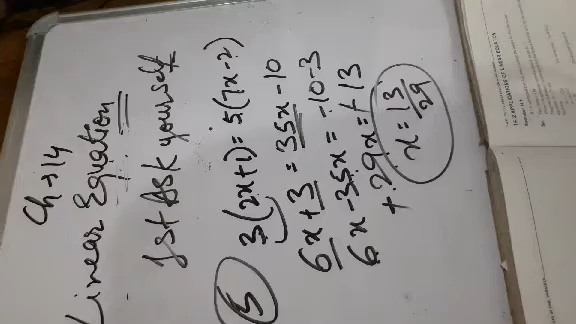 Ch → 14
Linear Equation
1st Ask yourself
5 3(2x+1) = 5(7x-2)
6x+3 = 35x-10
6x-35x = -10-3
+29x = +13
x = 13/29